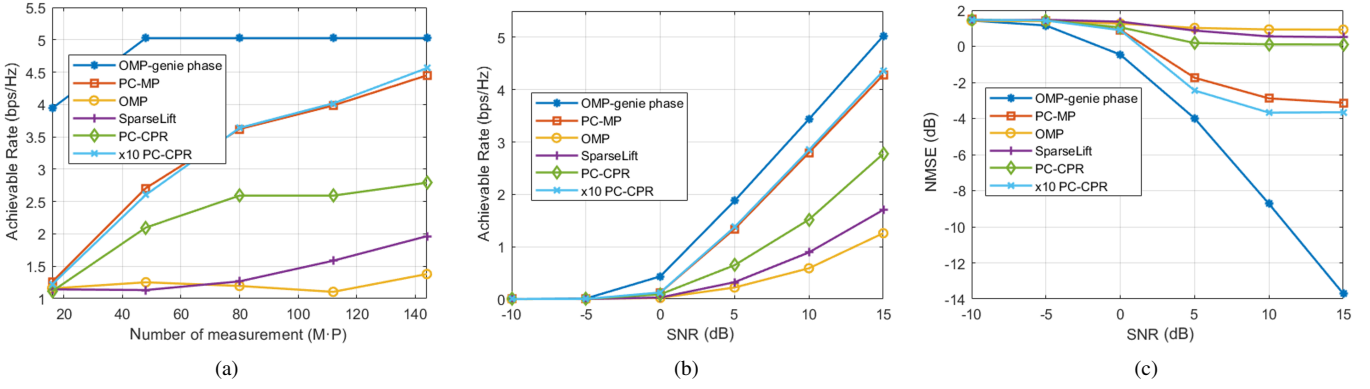 5.5
5
4.5
4
3.5
3
2.5
2
1.5
1
Achievable Rate (bps/Hz)
OMP-genie phase
PC-MP
OMP
SparseLift
PC-CPR
x10 PC-CPR
20 40 60 80 100 120 140
Number of measurement (M·P)
(a)
5
4
3
2
1
0
Achievable Rate (bps/Hz)
OMP-genie phase
PC-MP
OMP
SparseLift
PC-CPR
x10 PC-CPR
-10 -5 0 5 10 15
SNR (dB)
(b)
2
0
-2
-4
-6
-8
-10
-12
-14
NMSE (dB)
OMP-genie phase
PC-MP
OMP
SparseLift
PC-CPR
x10 PC-CPR
-10 -5 0 5 10 15
SNR (dB)
(c)